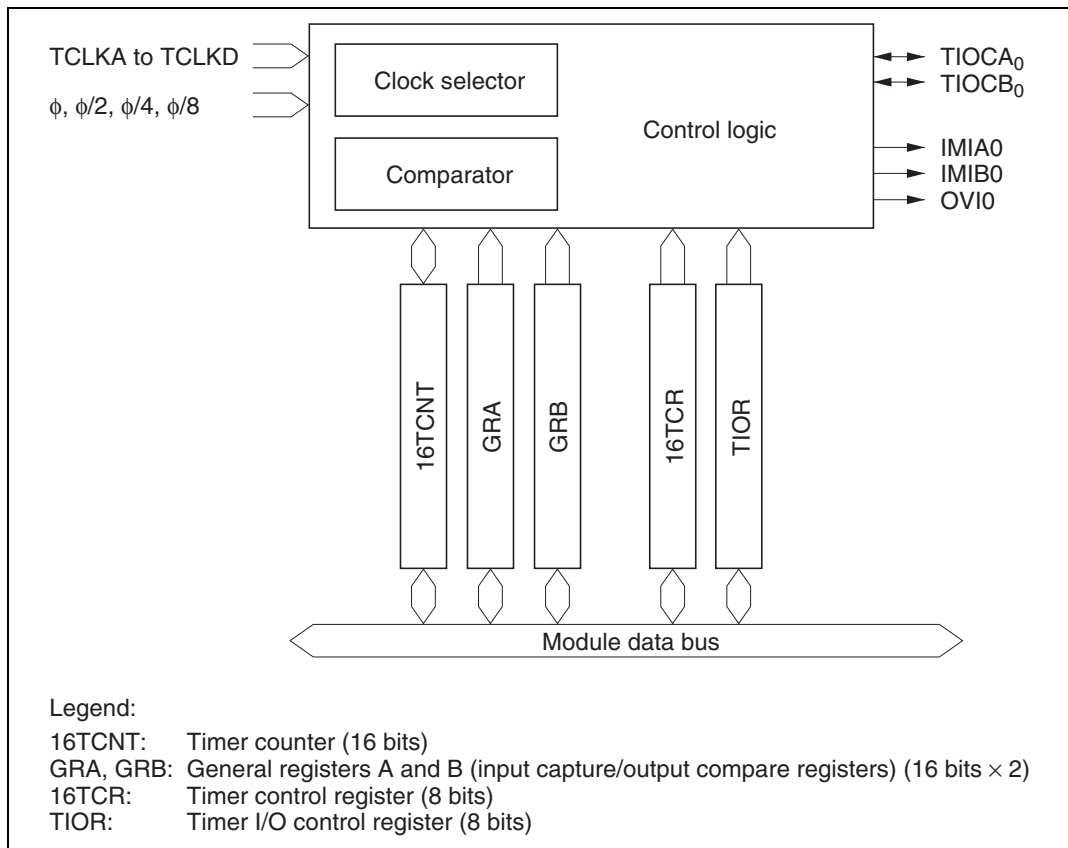 TCLKA to TCLKD
ϕ, ϕ/2, ϕ/4, ϕ/8
Clock selector
Comparator
Control logic
TIOCA0
TIOCB0
IMIA0
IMIB0
OVI0
16TCNT
GRA
GRB
16TCR
TIOR
Module data bus
Legend:
16TCNT: Timer counter (16 bits)
GRA, GRB: General registers A and B (input capture/output compare registers) (16 bits × 2)
16TCR: Timer control register (8 bits)
TIOR: Timer I/O control register (8 bits)